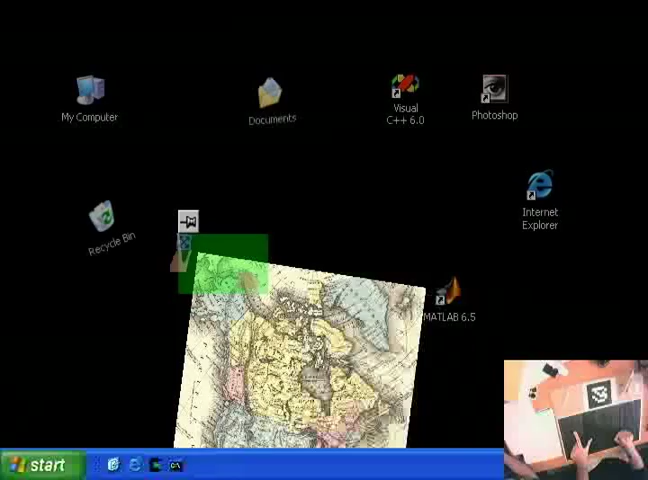 My Computer
Documents
Visual
C++ 6.0
Photoshop
Internet
Explorer
Recycle Bin
MATLAB 6.5
start